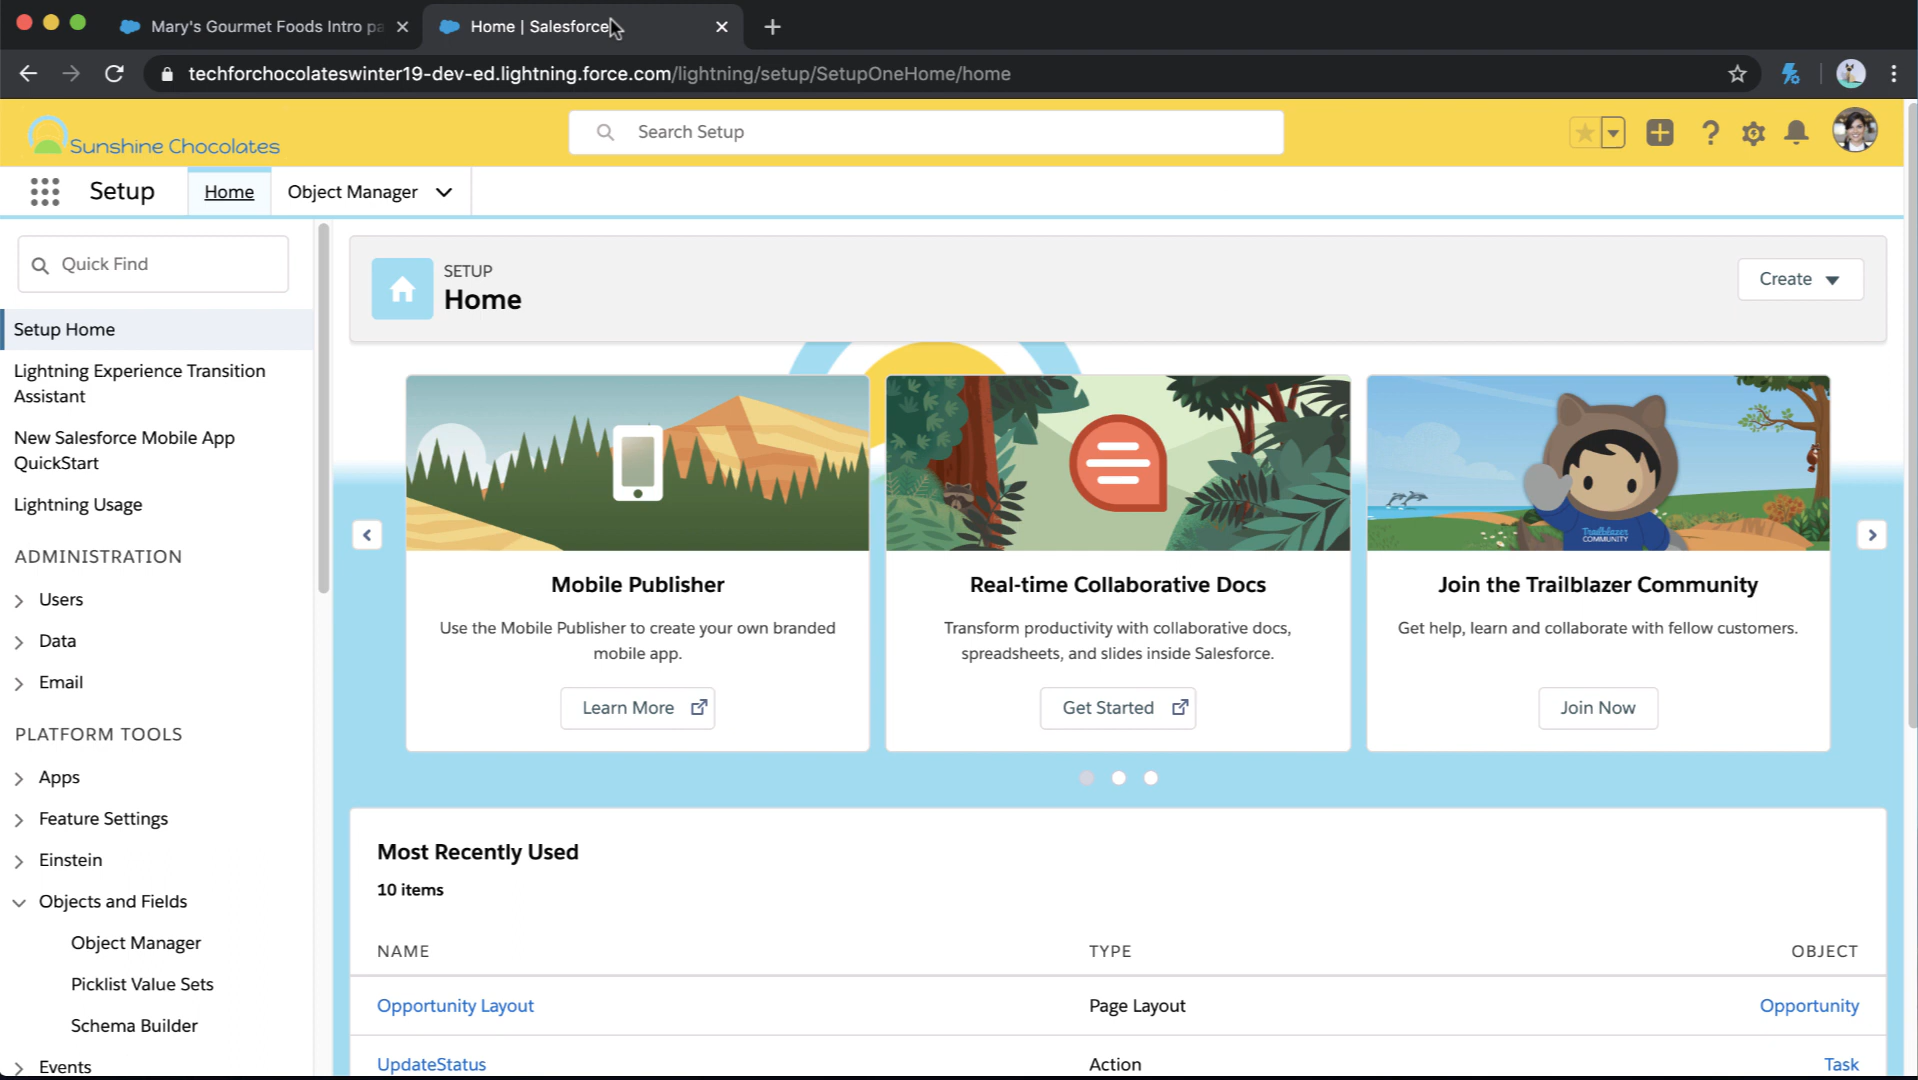 Mary's Gourmet Foods Intro pa
Home | Salesforce
techforchocolateswinter19-dev-ed.lightning.force.com/lightning/setup/SetupOneHome/home
Sunshine Chocolates
Search Setup
Setup
Home
Object Manager
Quick Find
SETUP
Home
Create
Setup Home
Lightning Experience Transition
Assistant
New Salesforce Mobile App
QuickStart
Lightning Usage
ADMINISTRATION
Users
Data
Email
PLATFORM TOOLS
Apps
Feature Settings
Einstein
Objects and Fields
Object Manager
Picklist Value Sets
Schema Builder
Events
Mobile Publisher
Use the Mobile Publisher to create your own branded
mobile app.
Learn More
Real-time Collaborative Docs
Transform productivity with collaborative docs,
spreadsheets, and slides inside Salesforce.
Get Started
Trailblazer
COMMUNITY
Join the Trailblazer Community
Get help, learn and collaborate with fellow customers.
Join Now
Most Recently Used
10 items
NAME TYPE OBJECT
Opportunity Layout Page Layout Opportunity
UpdateStatus Action Task